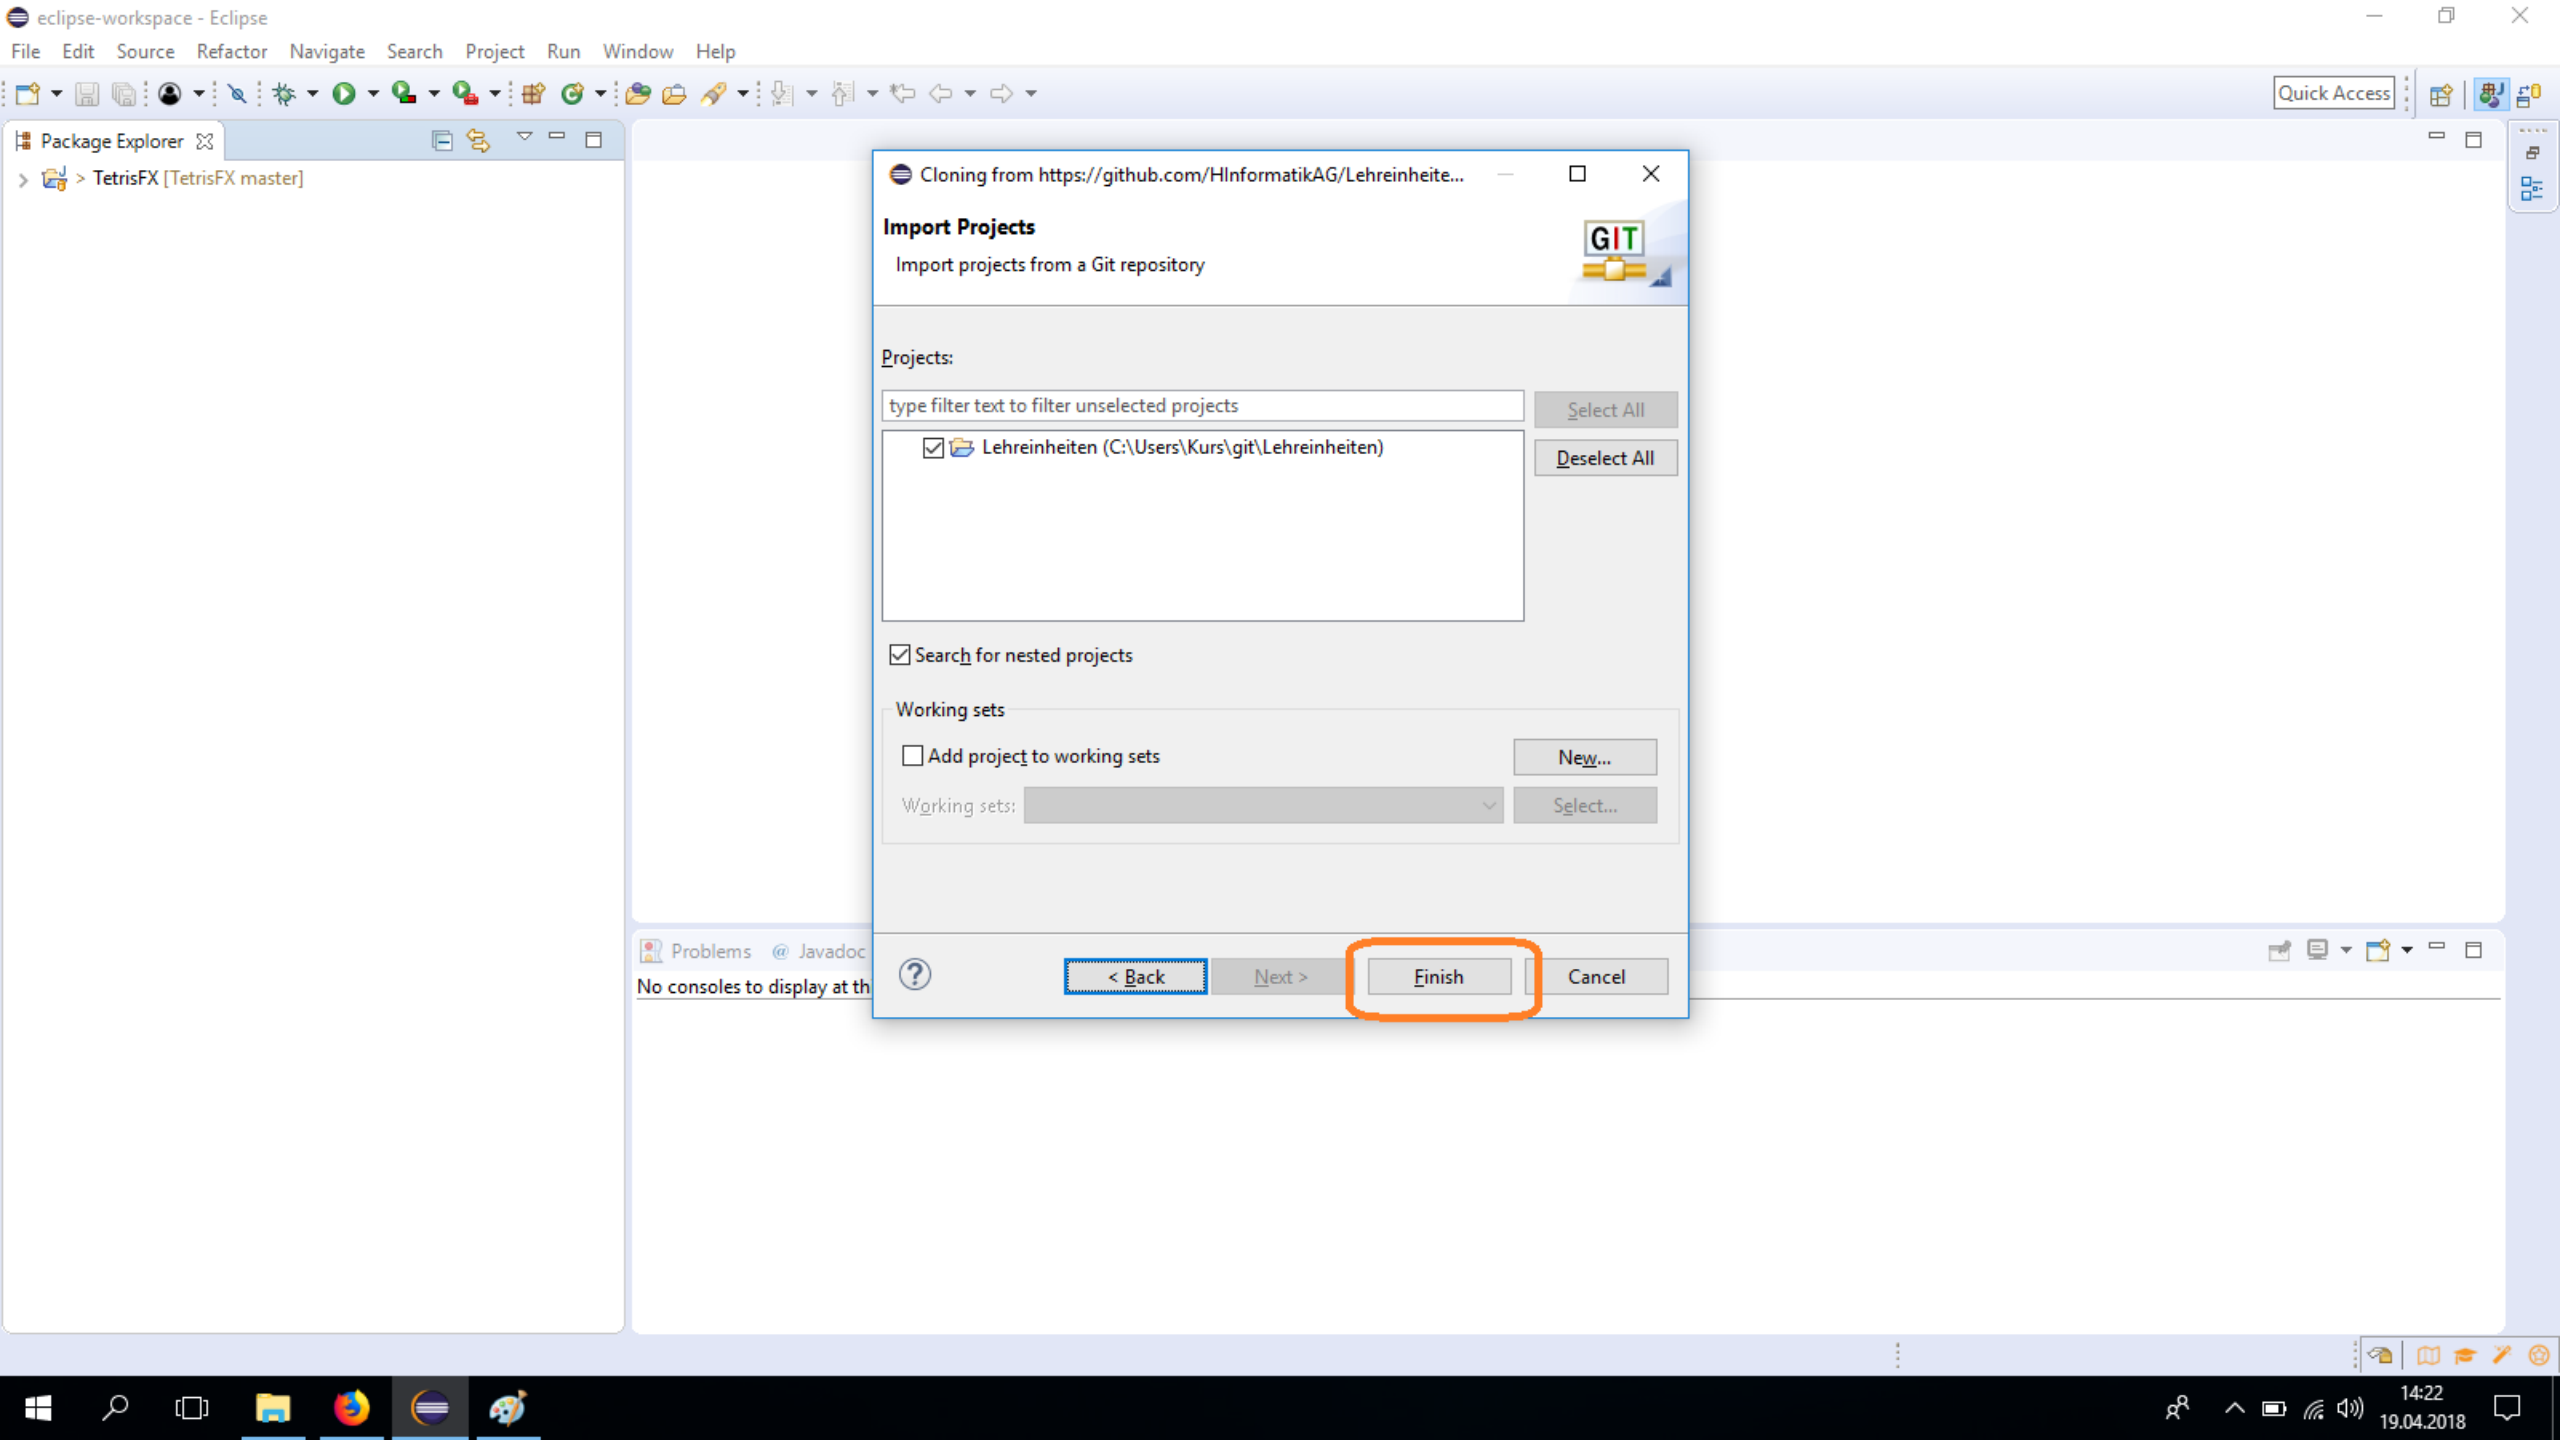 eclipse-workspace - Eclipse
File Edit Source Refactor Navigate Search Project Run Window Help
Quick Access
Package Explorer
> TetrisFX [TetrisFX master]
Cloning from https://github.com/HInformatikAG/Lehreinheite...
Import Projects
Import projects from a Git repository
GIT
Projects:
type filter text to filter unselected projects
Select All
Lehreinheiten (C:\Users\Kurs\git\Lehreinheiten)
Deselect All
Search for nested projects
Working sets
Add project to working sets
New...
Working sets:
Select...
Problems @ Javadoc
No consoles to display at th
< Back Next > Finish Cancel
14:22
19.04.2018